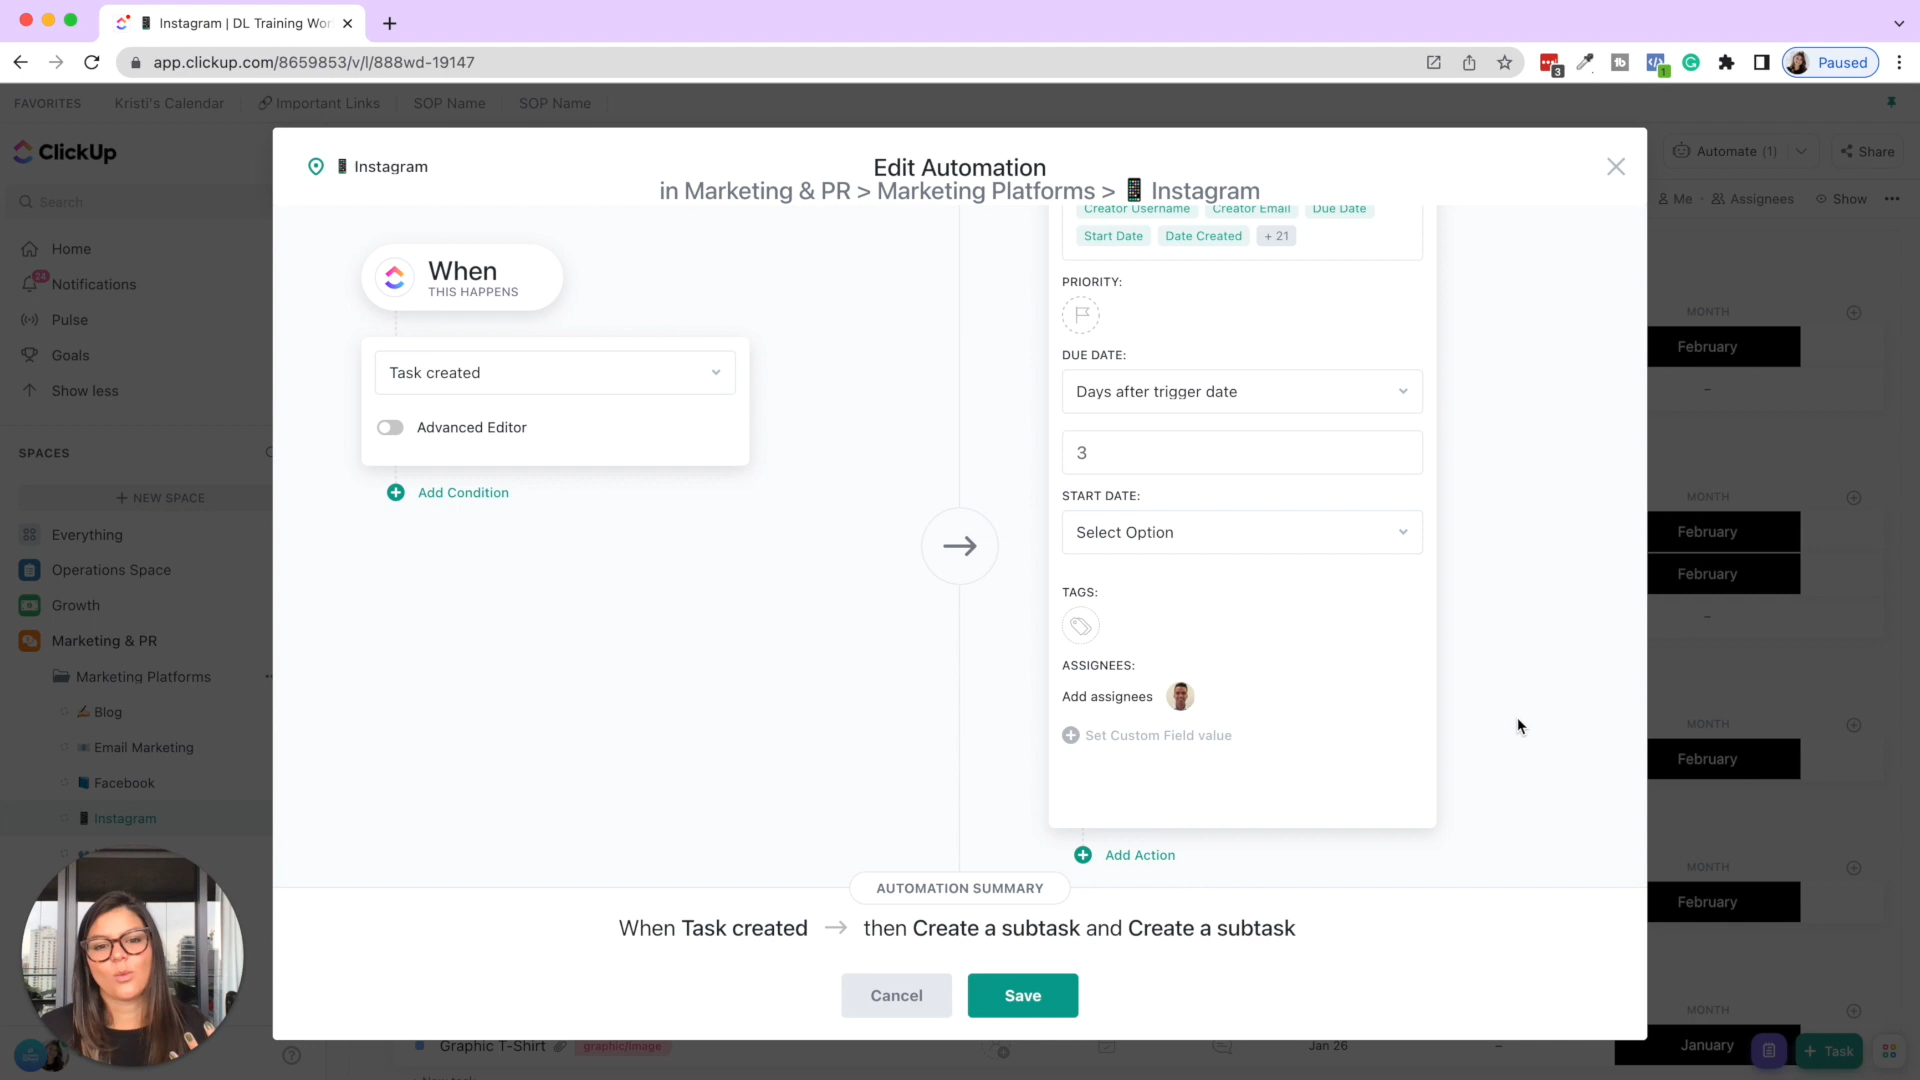 Instagram | DL Training Wor
app.clickup.com/8659853/v/l/888wd-19147
3
1
Paused
FAVORITES
Kristi's Calendar
Important Links
SOP Name
SOP Name
ClickUp
Search
Home
24
Notifications
Pulse
Goals
Show less
SPACES
+ NEW SPACE
Everything
Operations Space
Growth
Marketing & PR
Marketing Platforms
Blog
Email Marketing
Facebook
Instagram
Instagram
Edit Automation
in Marketing & PR > Marketing Platforms > Instagram
When
THIS HAPPENS
Task created
Advanced Editor
Add Condition
Creator Username
Creator Email
Due Date
Start Date
Date Created
+ 21
PRIORITY:
DUE DATE:
Days after trigger date
3
START DATE:
Select Option
TAGS:
ASSIGNEES:
Add assignees
Set Custom Field value
Add Action
AUTOMATION SUMMARY
When Task created → then Create a subtask and Create a subtask
Cancel
Save
Automate (1)
Share
Me
Assignees
Show
MONTH
February
–
MONTH
February
February
–
MONTH
February
MONTH
February
MONTH
January
Graphic T-Shirt
graphic/image
Jan 26
–
+ Task